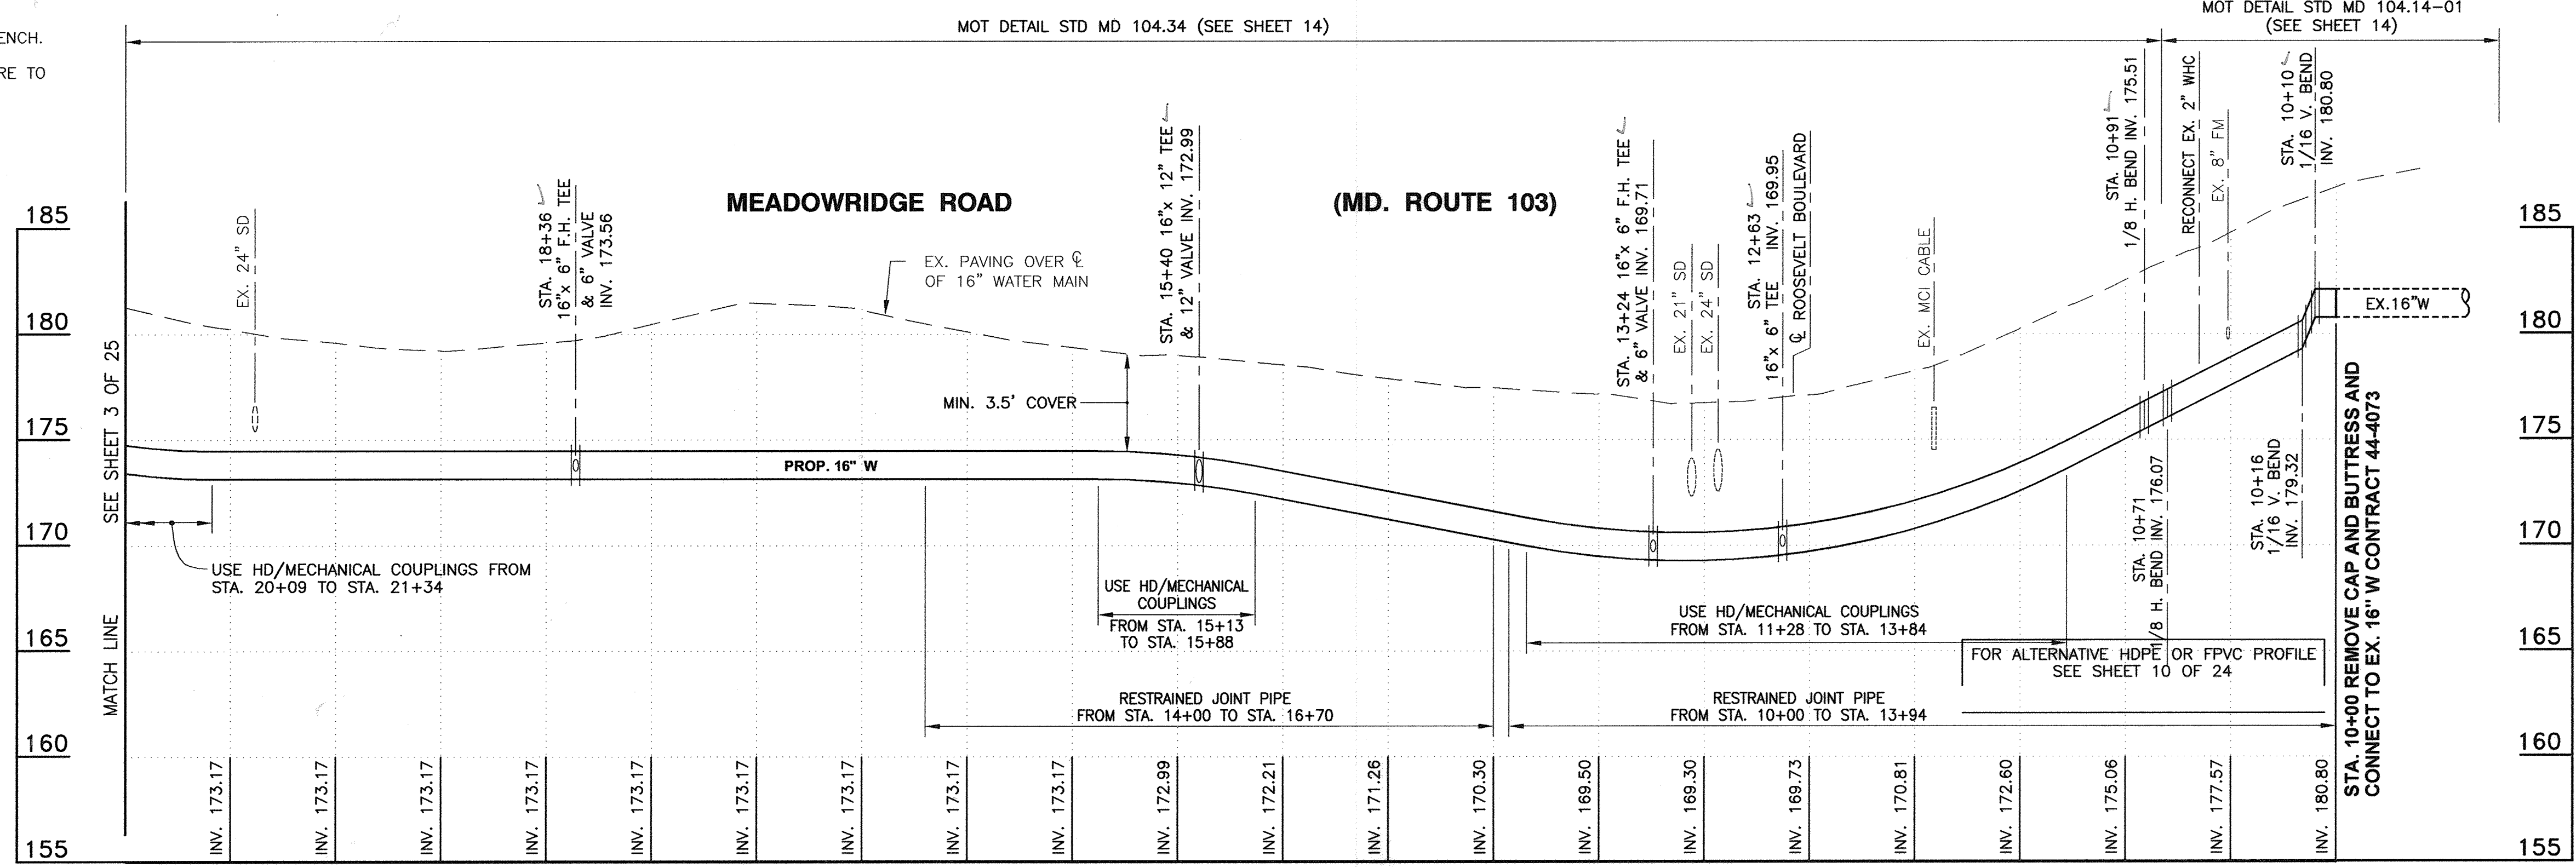 ENCH.
RE TO
MOT DETAIL STD MD 104.34 (SEE SHEET 14)
MOT DETAIL STD MD 104.14-01
(SEE SHEET 14)
185
180
175
170
165
160
155
MATCH LINE SEE SHEET 3 OF 25
EX. 24" SD
STA. 18+36
16"x 6" F.H. TEE
& 6" VALVE
INV. 173.56
MEADOWRIDGE ROAD
(MD. ROUTE 103)
EX. PAVING OVER ℄
OF 16" WATER MAIN
MIN. 3.5' COVER
STA. 15+40 16"x 12" TEE
& 12" VALVE INV. 172.99
STA. 13+24 16"x 6" F.H. TEE
& 6" VALVE INV. 169.71
EX. 21" SD
EX. 24" SD
STA. 12+63
16"x 6" TEE INV. 169.95
℄ ROOSEVELT BOULEVARD
EX. MCI CABLE
STA. 10+91
1/8 H. BEND INV. 175.51
RECONNECT EX. 2" WHC
EX. 8" FM
STA. 10+10
1/16 V. BEND
INV. 180.80
EX.16"W
PROP. 16" W
USE HD/MECHANICAL COUPLINGS FROM
STA. 20+09 TO STA. 21+34
USE HD/MECHANICAL
COUPLINGS
FROM STA. 15+13
TO STA. 15+88
USE HD/MECHANICAL COUPLINGS
FROM STA. 11+28 TO STA. 13+84
STA. 10+71
1/8 H. BEND INV. 176.07
STA. 10+16
1/16 V. BEND
INV. 179.32
FOR ALTERNATIVE HDPE OR FPVC PROFILE
SEE SHEET 10 OF 24
RESTRAINED JOINT PIPE
FROM STA. 14+00 TO STA. 16+70
RESTRAINED JOINT PIPE
FROM STA. 10+00 TO STA. 13+94
STA. 10+00 REMOVE CAP AND BUTTRESS AND
CONNECT TO EX. 16" W CONTRACT 44-4073
INV. 173.17
INV. 173.17
INV. 173.17
INV. 173.17
INV. 173.17
INV. 173.17
INV. 173.17
INV. 173.17
INV. 173.17
INV. 172.99
INV. 172.21
INV. 171.26
INV. 170.30
INV. 169.50
INV. 169.30
INV. 169.73
INV. 170.81
INV. 172.60
INV. 175.06
INV. 177.57
INV. 180.80
185
180
175
170
165
160
155